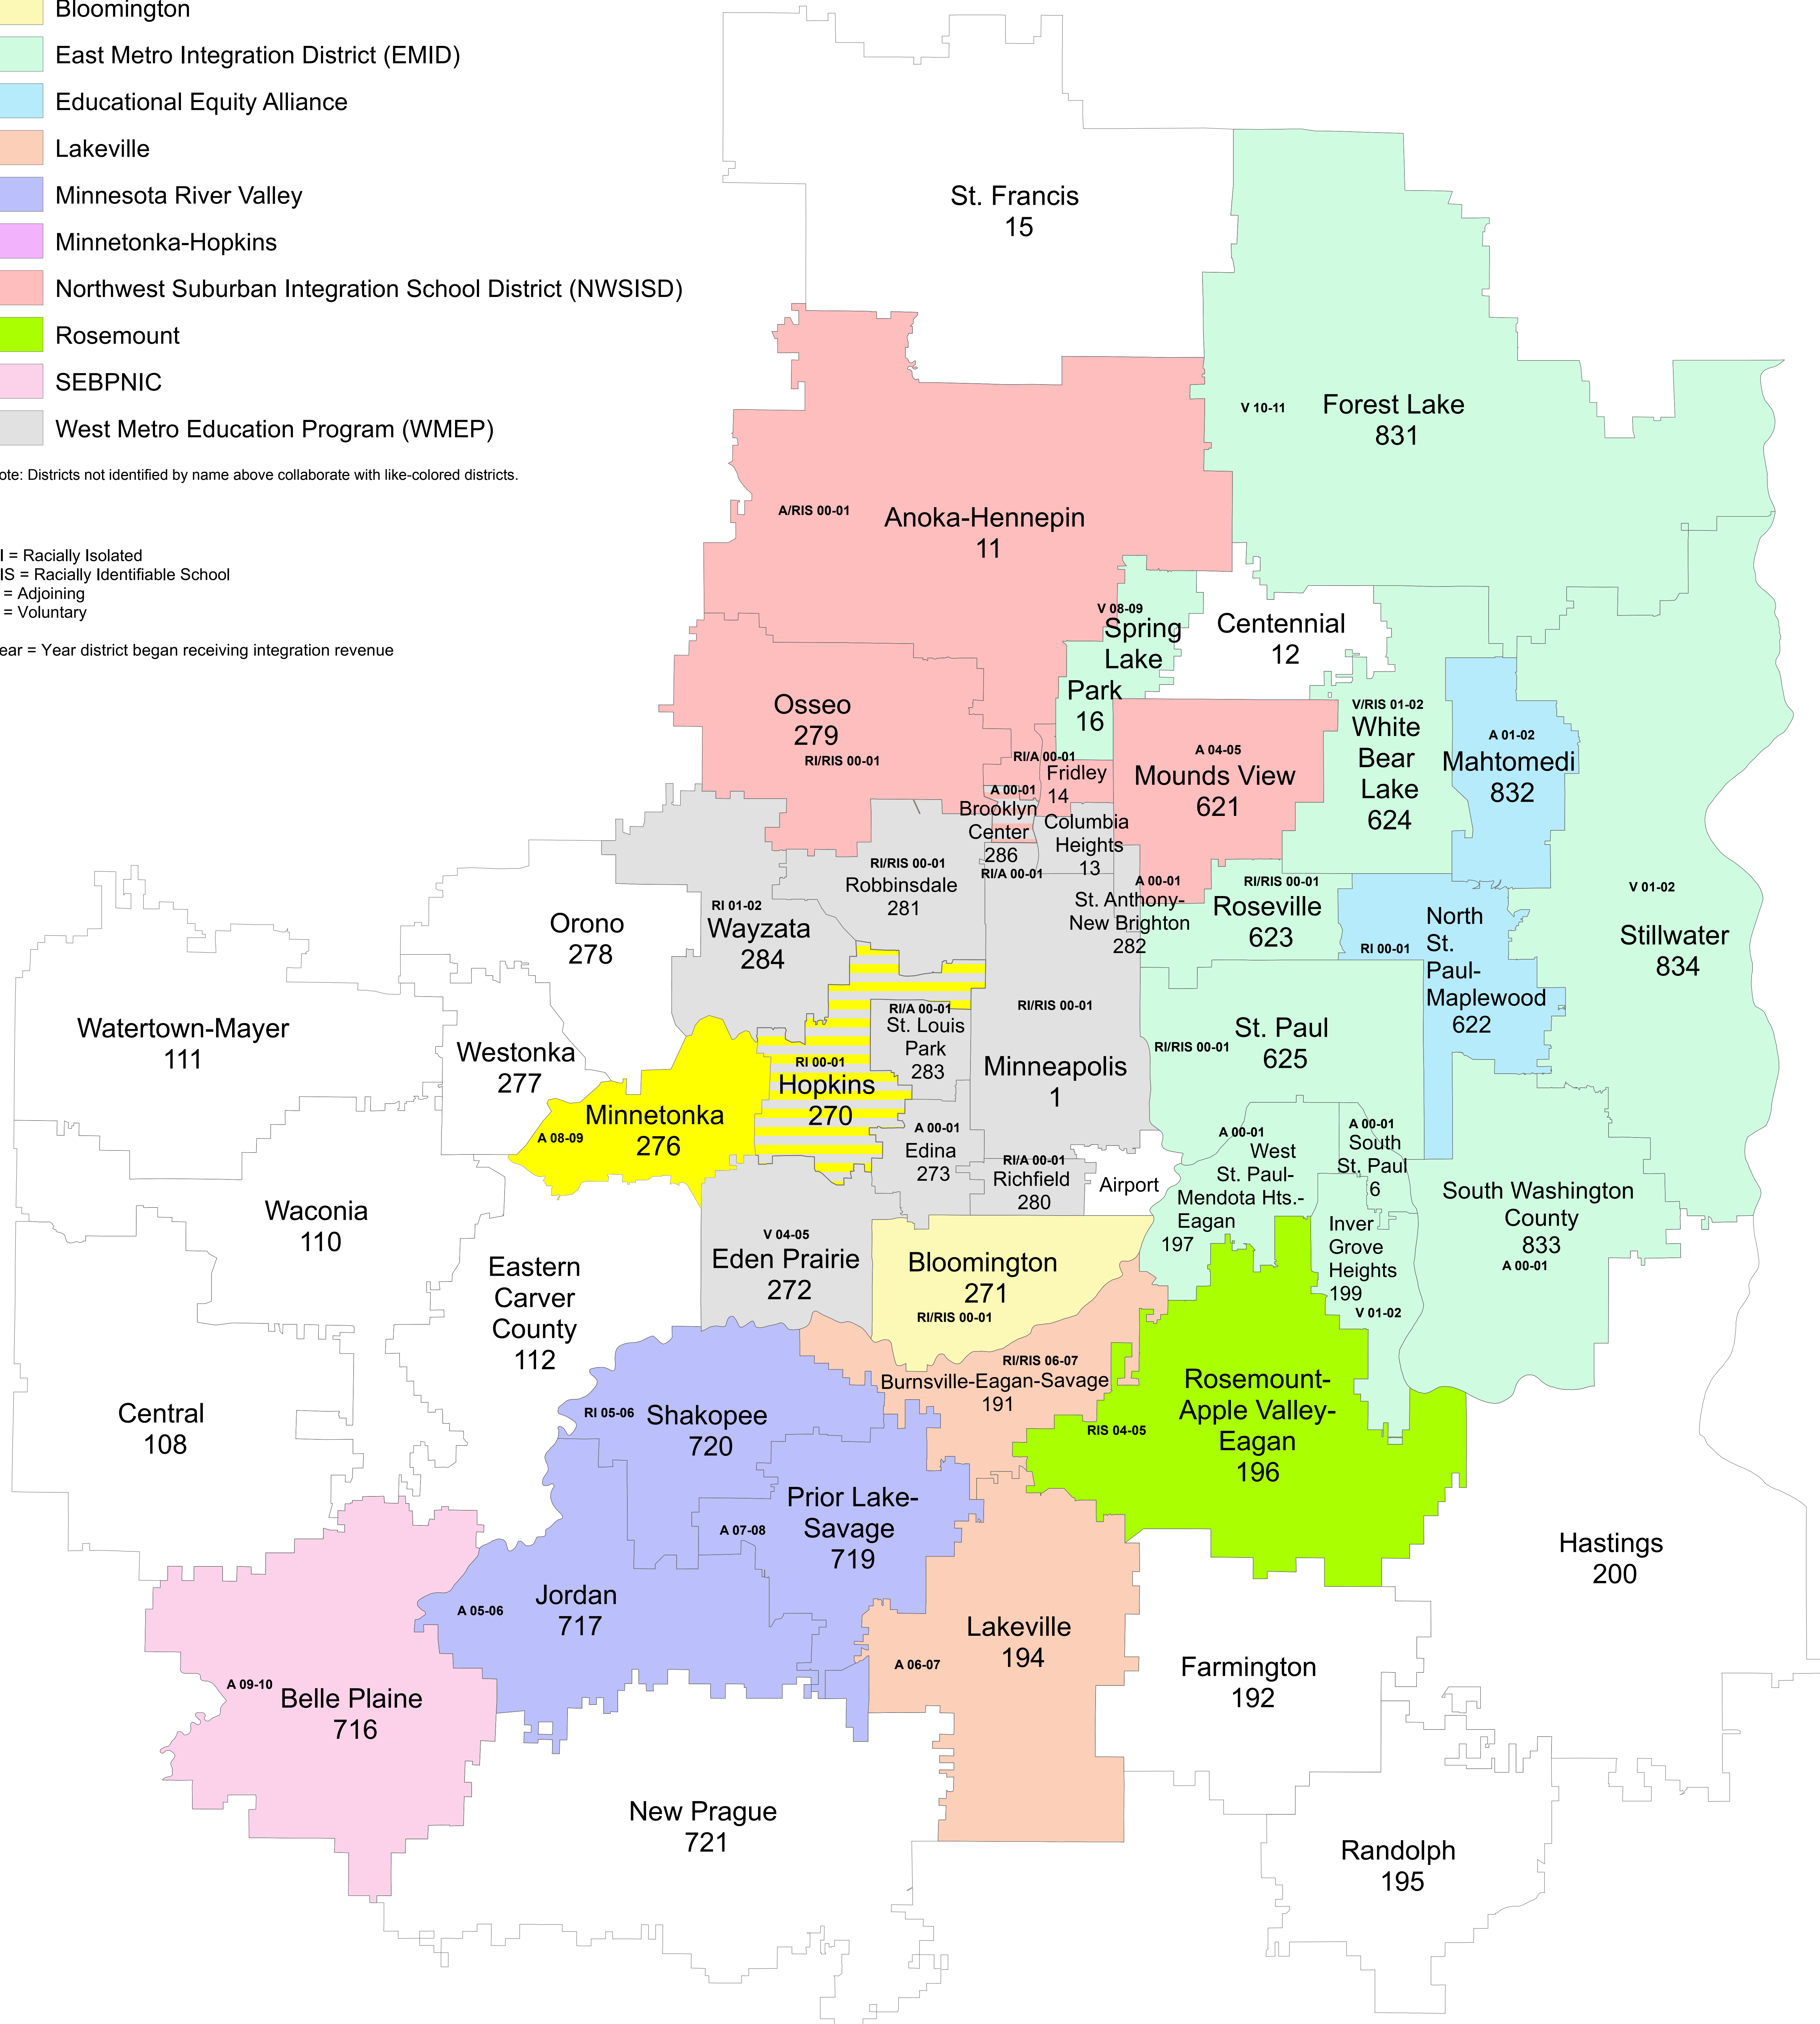 Bloomington
East Metro Integration District (EMID)
Educational Equity Alliance
Lakeville
Minnesota River Valley
Minnetonka-Hopkins
Northwest Suburban Integration School District (NWSISD)
Rosemount
SEBPNIC
West Metro Education Program (WMEP)
ote: Districts not identified by name above collaborate with like-colored districts.
I = Racially Isolated
IS = Racially Identifiable School
= Adjoining
= Voluntary
ear = Year district began receiving integration revenue
St. Francis
15
V 10-11
Forest Lake
831
A/RIS 00-01
Anoka-Hennepin
11
V 08-09
Spring
Lake
Park
16
Centennial
12
Osseo
279
RI/RIS 00-01
RI/A 00-01
Fridley
14
A 04-05
Mounds View
621
V/RIS 01-02
White
Bear
Lake
624
A 01-02
Mahtomedi
832
A 00-01
Brooklyn
Center
286
RI/A 00-01
Columbia
Heights
13
RI/RIS 00-01
Robbinsdale
281
A 00-01
St. Anthony-
New Brighton
282
RI/RIS 00-01
Roseville
623
RI 00-01
North
St.
Paul-
Maplewood
622
V 01-02
Stillwater
834
Orono
278
RI 01-02
Wayzata
284
Watertown-Mayer
111
Westonka
277
A 08-09
Minnetonka
276
RI 00-01
Hopkins
270
RI/A 00-01
St. Louis
Park
283
RI/RIS 00-01
Minneapolis
1
RI/RIS 00-01
St. Paul
625
A 00-01
Edina
273
RI/A 00-01
Richfield
280
Airport
A 00-01
West
St. Paul-
Mendota Hts.-
Eagan
197
A 00-01
South
St. Paul
6
Inver
Grove
Heights
199
V 01-02
South Washington
County
833
A 00-01
Waconia
110
Eastern
Carver
County
112
V 04-05
Eden Prairie
272
Bloomington
271
RI/RIS 00-01
RI/RIS 06-07
Burnsville-Eagan-Savage
191
RIS 04-05
Rosemount-
Apple Valley-
Eagan
196
Central
108
RI 05-06
Shakopee
720
A 07-08
Prior Lake-
Savage
719
A 05-06
Jordan
717
A 06-07
Lakeville
194
Hastings
200
Farmington
192
A 09-10
Belle Plaine
716
New Prague
721
Randolph
195